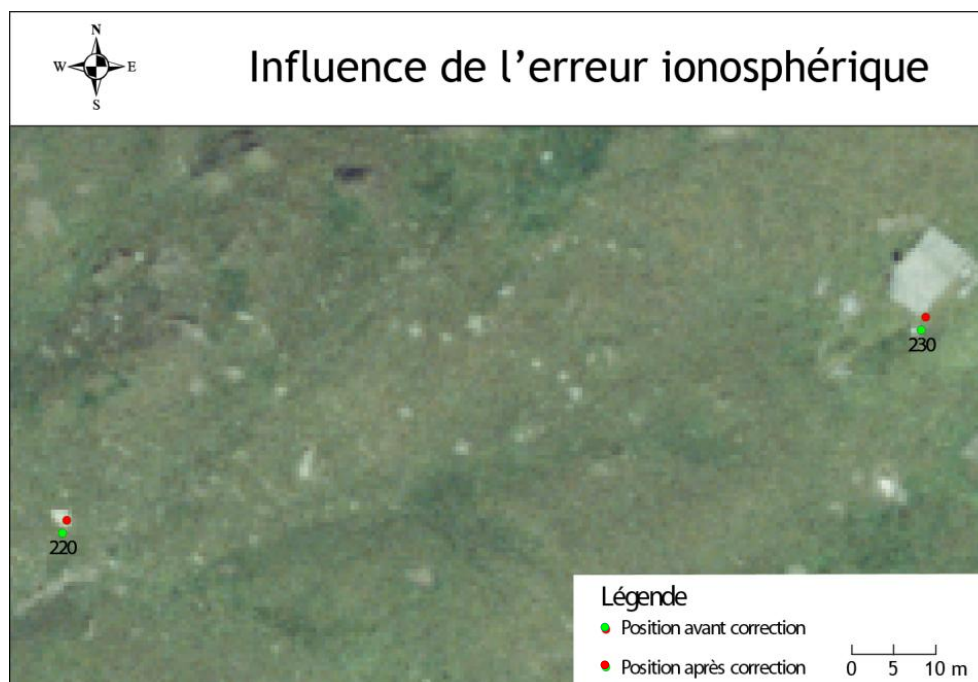 N
W E
S
Influence de l'erreur ionosphérique
230
220
Légende
Position avant correction
Position après correction
0 5 10 m